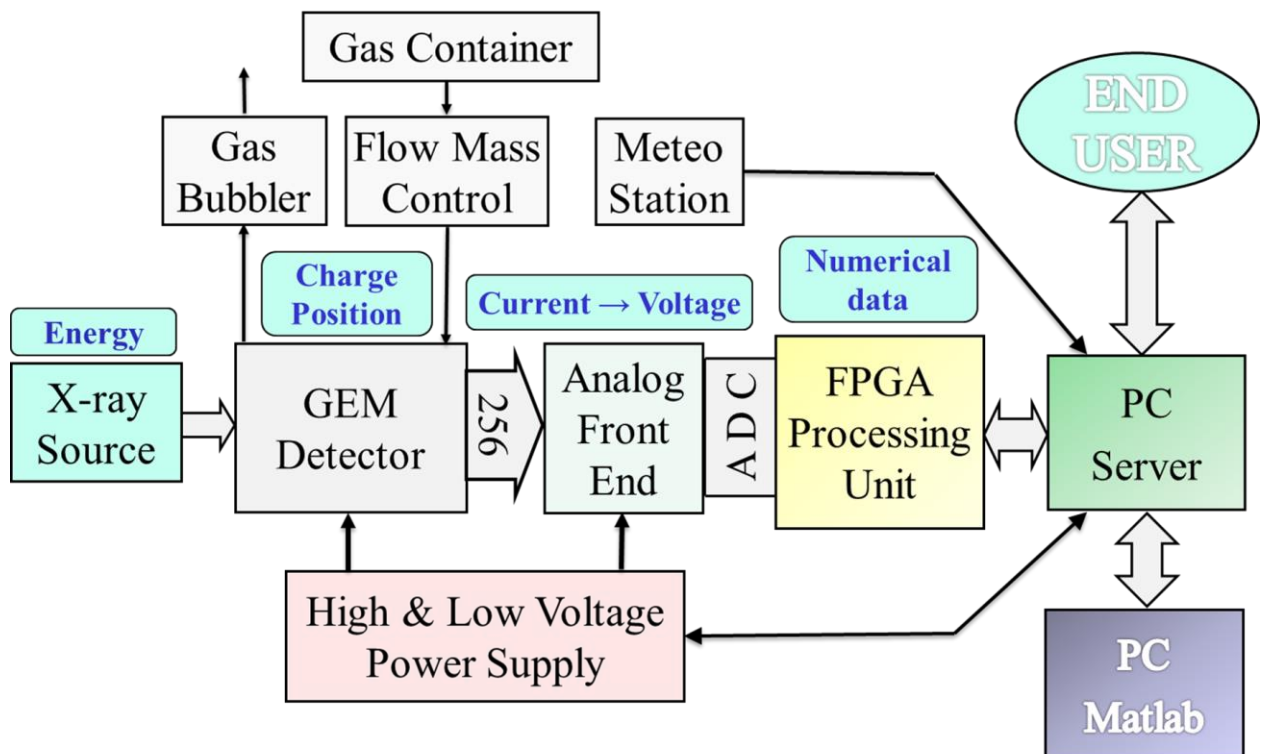 Gas Container
Gas
Bubbler
Flow Mass
Control
Meteo
Station
END
USER
Energy
Charge
Position
Current → Voltage
Numerical
data
X-ray
Source
GEM
Detector
256
Analog
Front
End
ADC
FPGA
Processing
Unit
PC
Server
High & Low Voltage
Power Supply
PC
Matlab